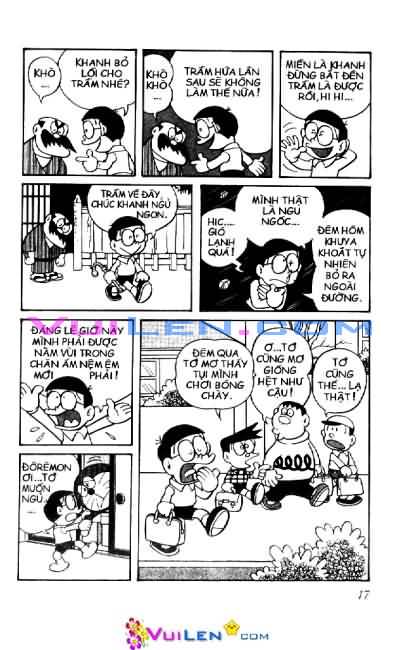 KHÒ
...
KHANH BỎ
LỖI CHO
TRẪM NHÉ?
KHÒ
KHÒ
...
TRẪM HỨA LẦN
SAU SẼ KHÔNG
LÀM THẾ NỮA!
MIỄN LÀ KHANH
ĐỪNG BẮT ĐỀN
TRẪM LÀ ĐƯỢC
RỒI, HI HI...
TRẪM VỀ ĐÂY
CHÚC KHANH NGỦ
NGON.
MÌNH THẬT
LÀ NGU
NGỐC...
HIC....
GIÓ
LẠNH
QUÁ!
ĐÊM HÔM
KHUYA
KHOẮT TỰ
NHIÊN
BỎ RA
NGOÀI
ĐƯỜNG.
ĐÁNG LẼ GIỜ NÀY
MÌNH PHẢI ĐƯỢC
NẰM VÙI TRONG
CHĂN ẤM NỆM ÊM
MỚI PHẢI!
ĐÔRÊMON
ƠI...TỚ
MUỐN
NGỦ...
ĐÊM QUA
TỚ MƠ THẤY
TỤI MÌNH
CHƠI BÓNG
CHÀY.
Ơ...TỚ
CŨNG MƠ
GIỐNG
HỆT NHƯ
CẬU!
TỚ
CŨNG
THẾ... LẠ
THẬT!
VUILEN.COM
17
VUILEN.COM